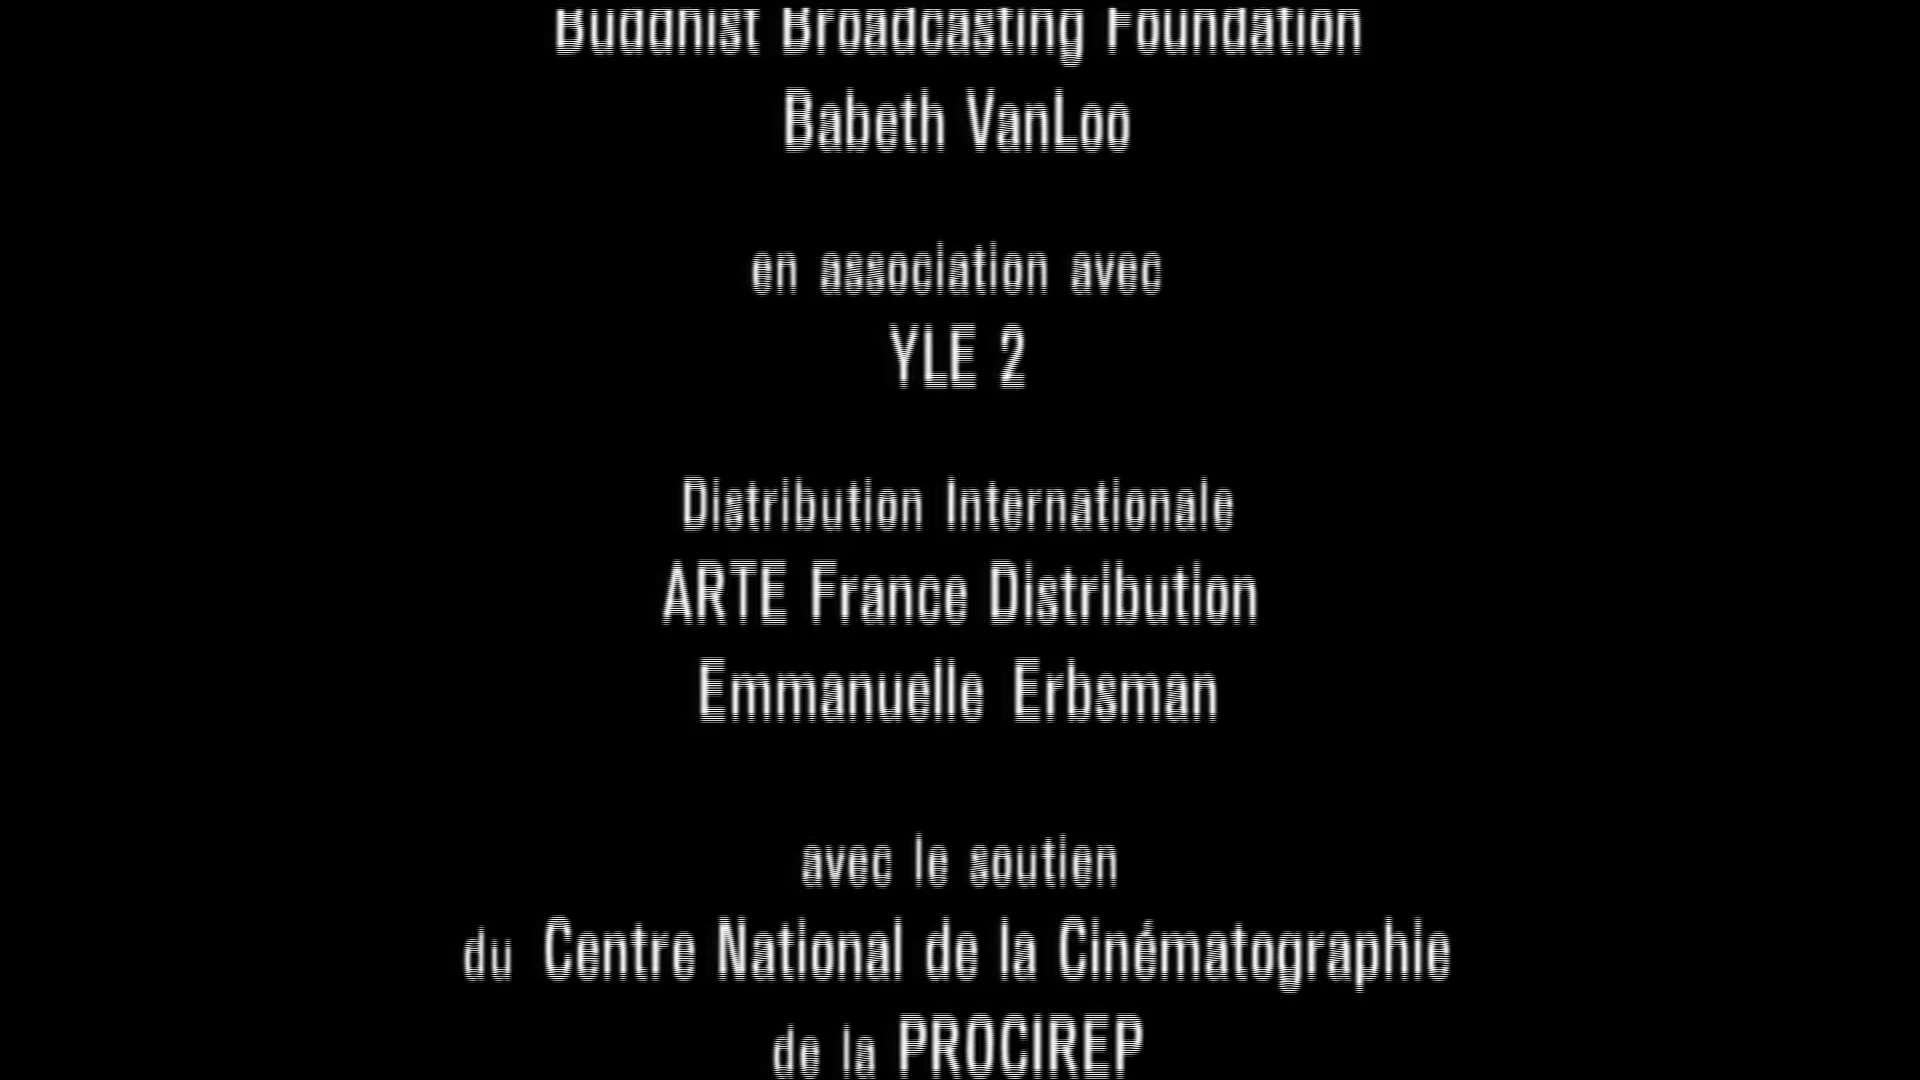 Buddhist Broadcasting Foundation
Babeth VanLoo
en association avec
YLE 2
Distribution Internationale
ARTE France Distribution
Emmanuelle Erbsman
avec le soutien
du Centre National de la Cinématographie
de la PROCIREP